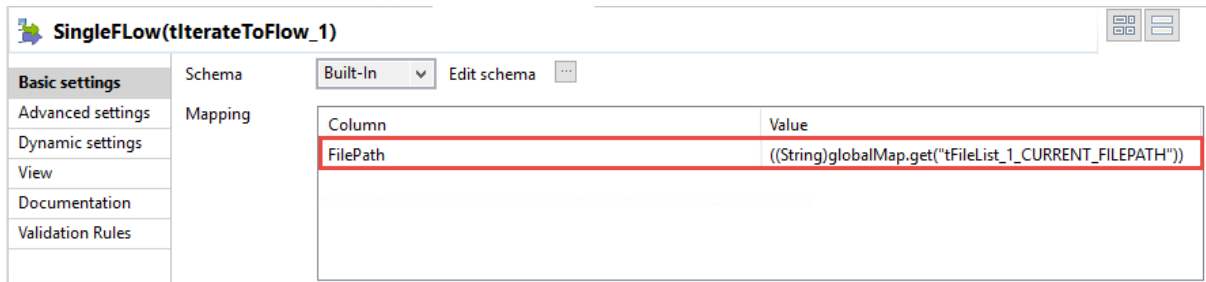 SingleFLow(tIterateToFlow_1)
Basic settings
Advanced settings
Dynamic settings
View
Documentation
Validation Rules
Schema
Built-In
Edit schema
...
Mapping
Column Value
FilePath ((String)globalMap.get("tFileList_1_CURRENT_FILEPATH"))